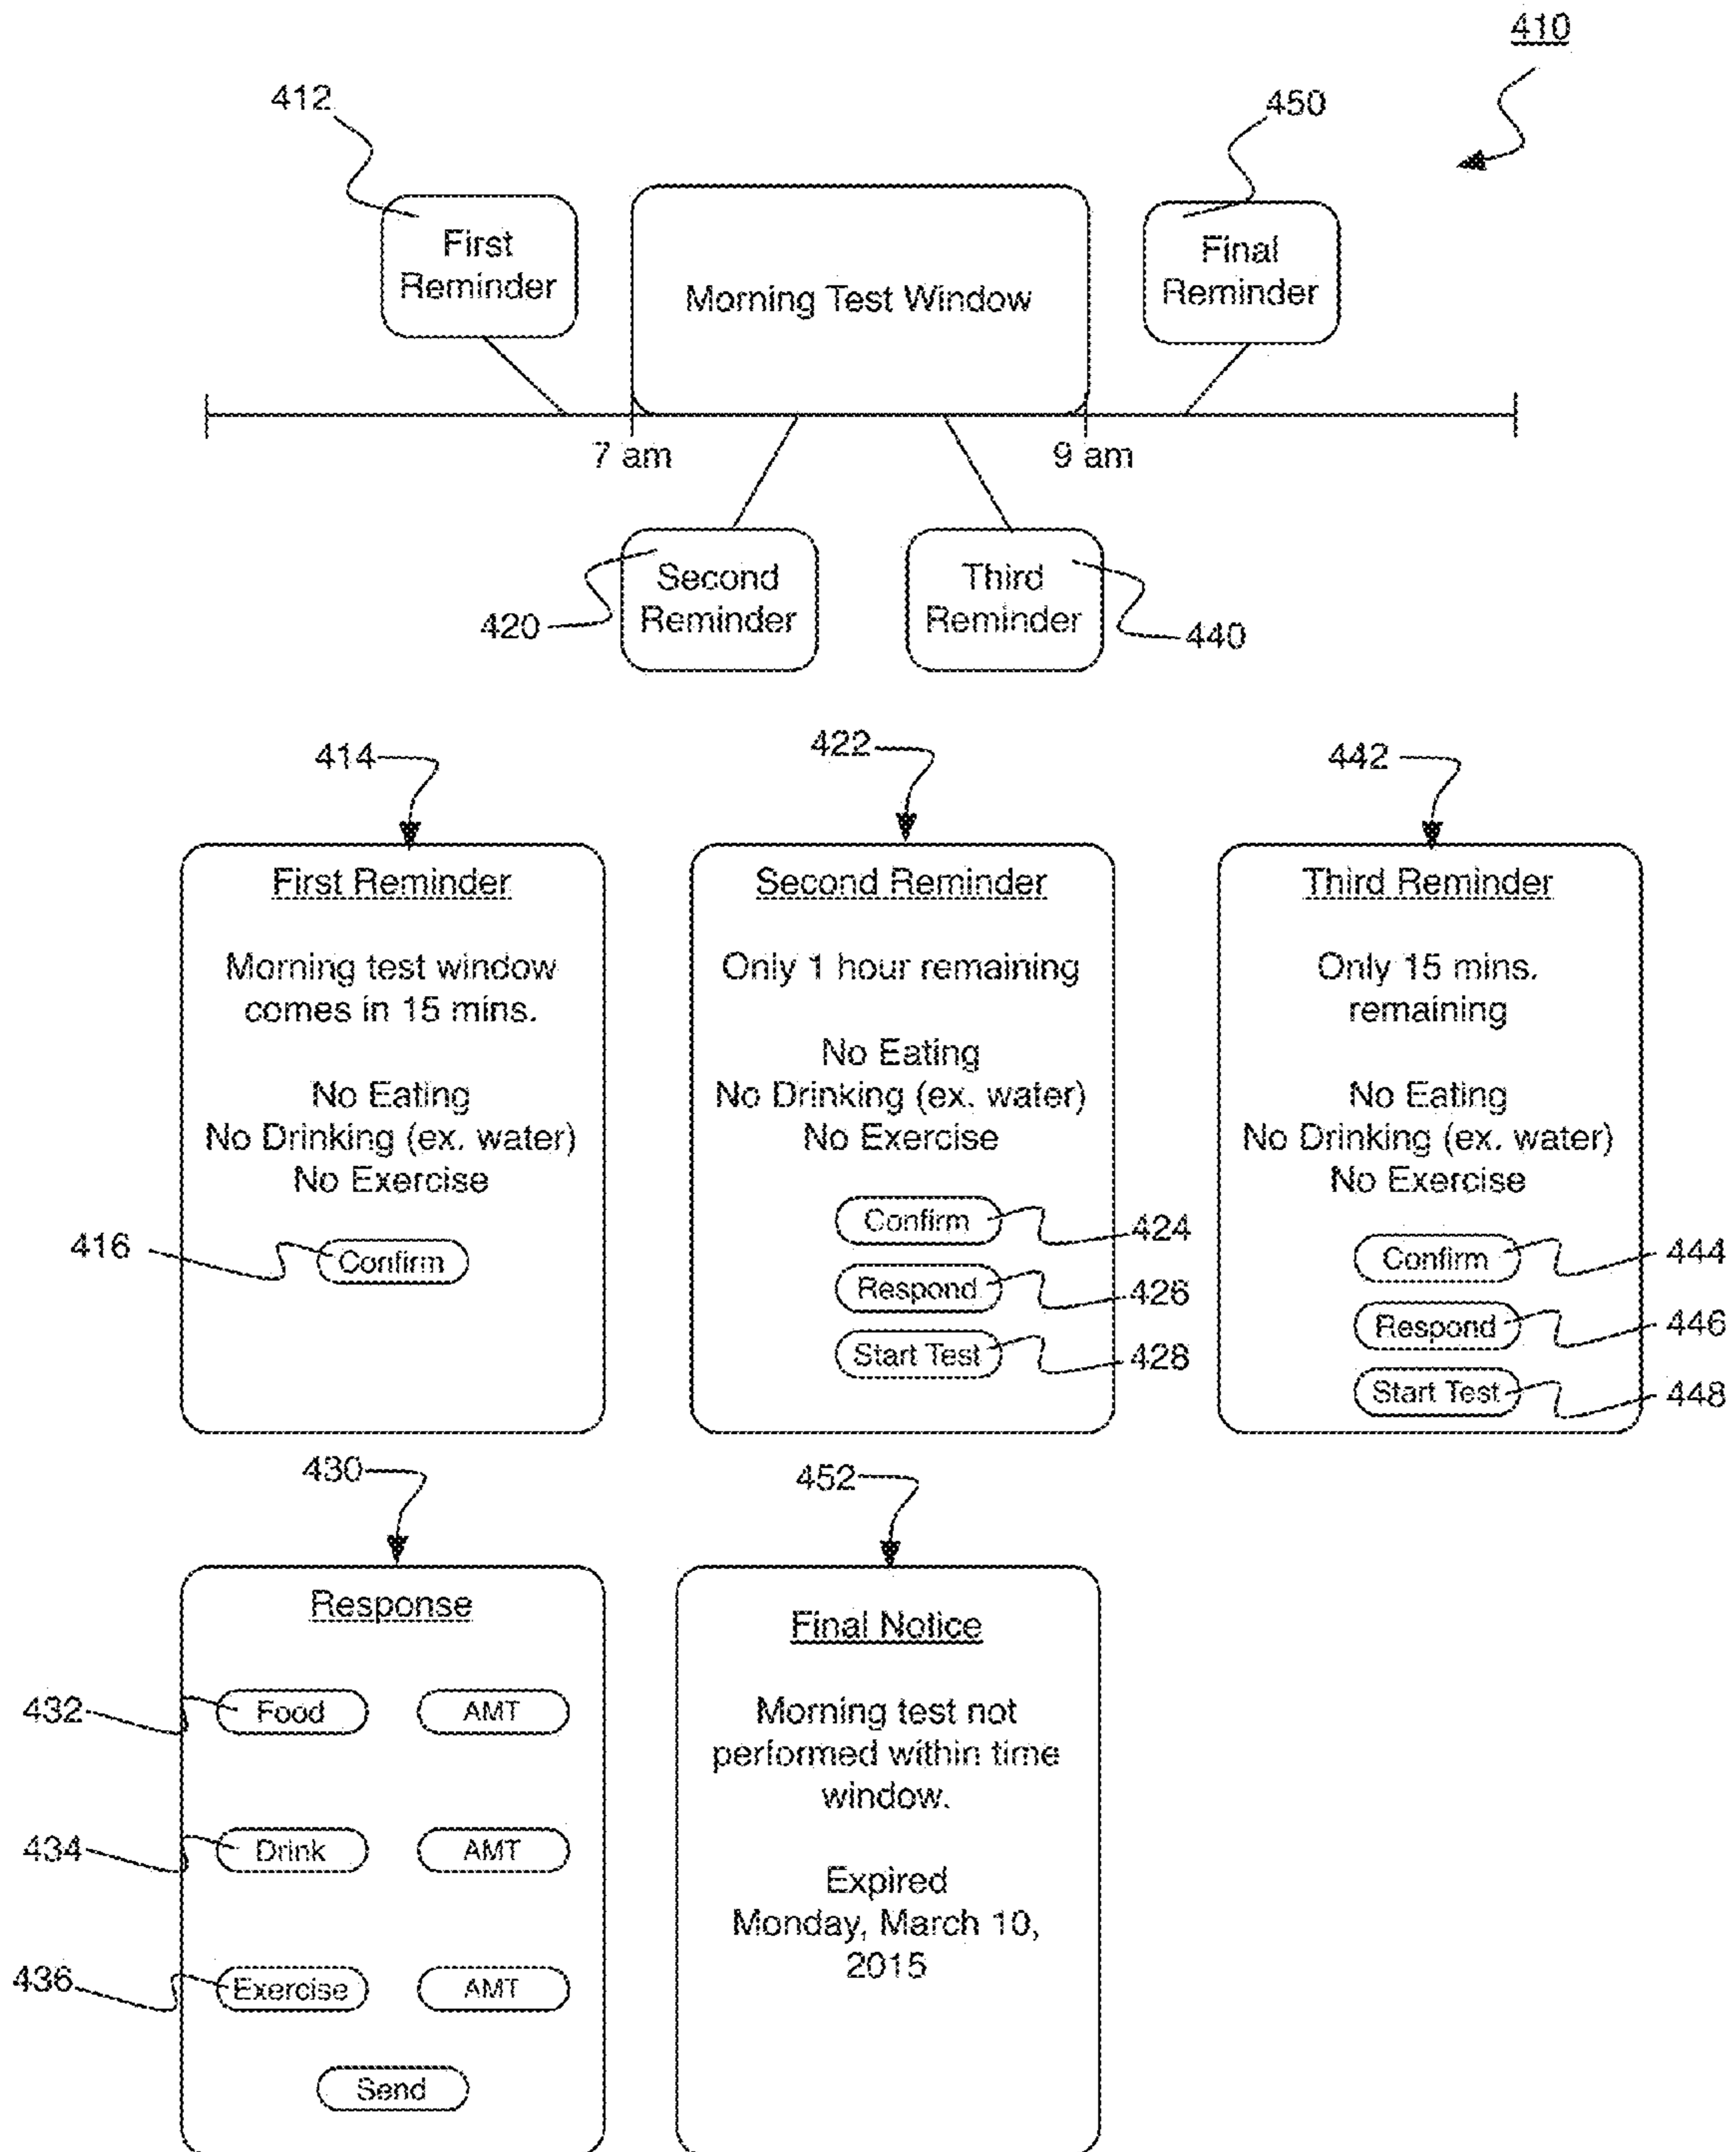 410
412
450
First
Reminder
Morning Test Window
Final
Reminder
7 am
9 am
Second
Reminder
420
Third
Reminder
440
414
422
442
First Reminder
Morning test window
comes in 15 mins.
No Eating
No Drinking (ex. water)
No Exercise
416
Confirm
Second Reminder
Only 1 hour remaining
No Eating
No Drinking (ex. water)
No Exercise
Confirm
424
Respond
426
Start Test
428
Third Reminder
Only 15 mins.
remaining
No Eating
No Drinking (ex. water)
No Exercise
Confirm
444
Respond
446
Start Test
448
430
452
Response
432
Food
AMT
434
Drink
AMT
436
Exercise
AMT
Send
Final Notice
Morning test not
performed within time
window.
Expired
Monday, March 10,
2015